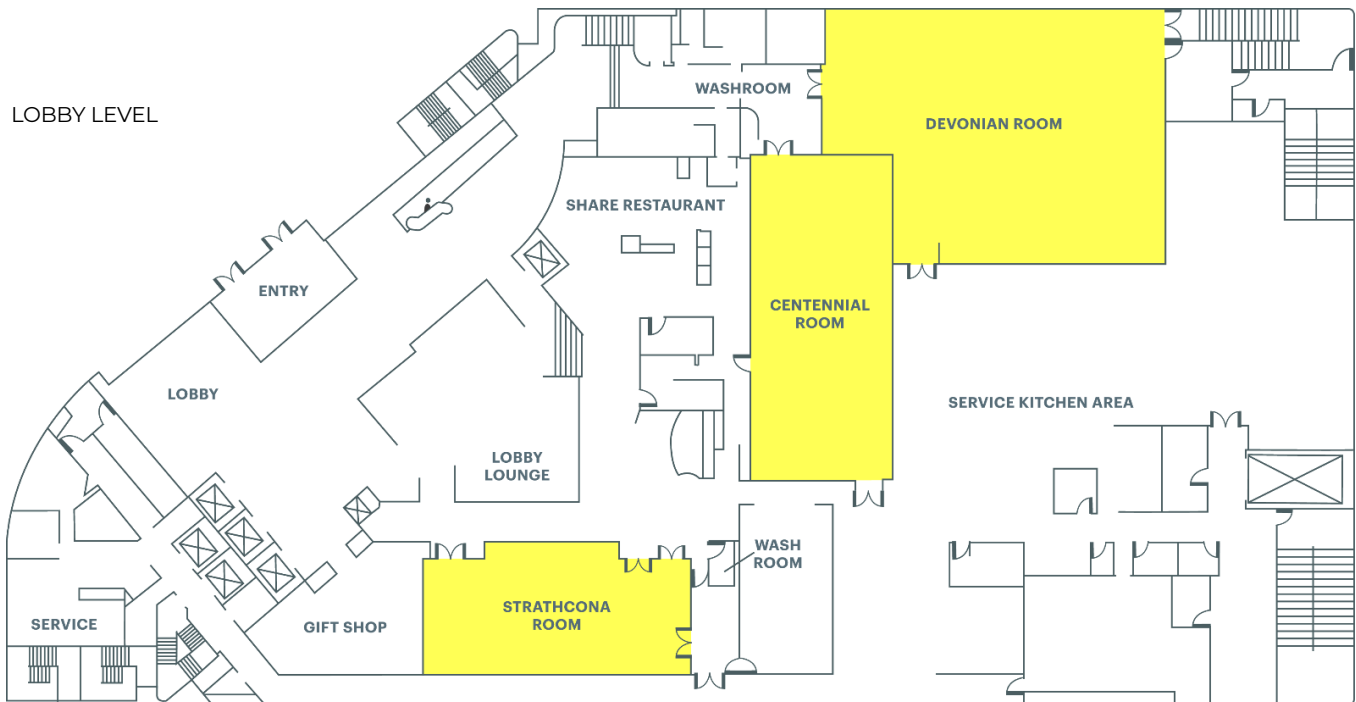 LOBBY LEVEL
WASHROOM
DEVONIAN ROOM
SHARE RESTAURANT
ENTRY
CENTENNIAL
ROOM
LOBBY
SERVICE KITCHEN AREA
LOBBY
LOUNGE
WASH
ROOM
STRATHCONA
ROOM
SERVICE
GIFT SHOP